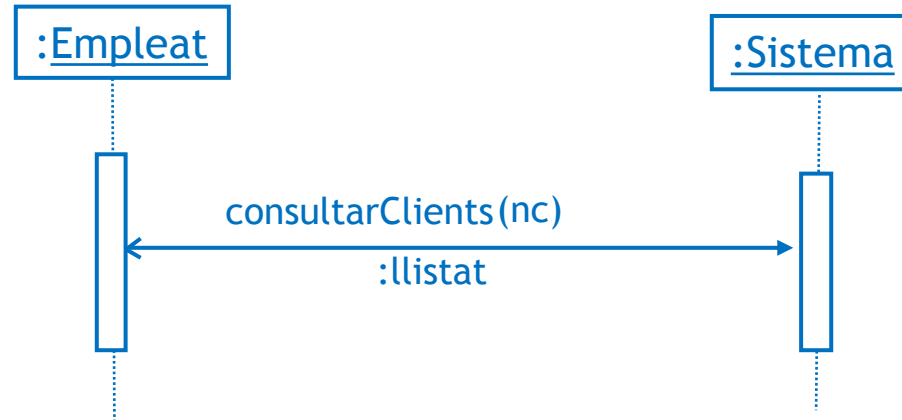 :Empleat
:Sistema
consultarClients(nc)
:llistat